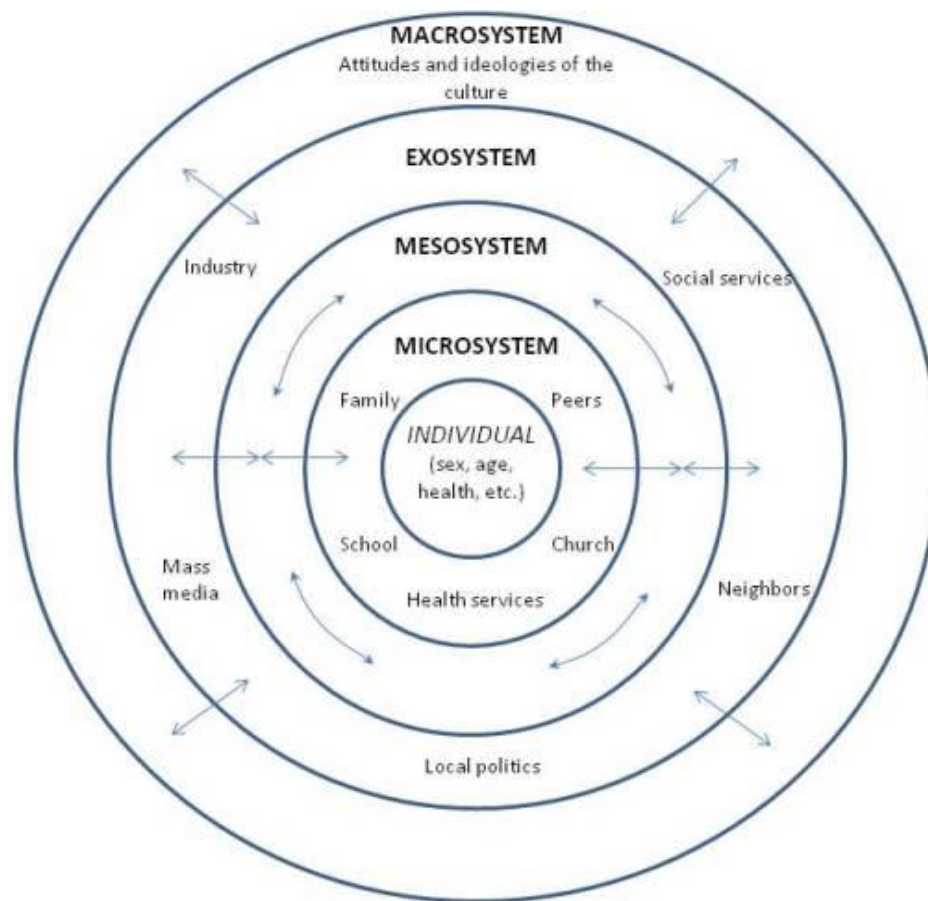 MACROSYSTEM
Attitudes and ideologies of the
culture
EXOSYSTEM
MESOSYSTEM
Industry
Social services
MICROSYSTEM
Family
Peers
INDIVIDUAL
(sex, age,
health, etc.)
School
Church
Mass
media
Health services
Neighbors
Local politics